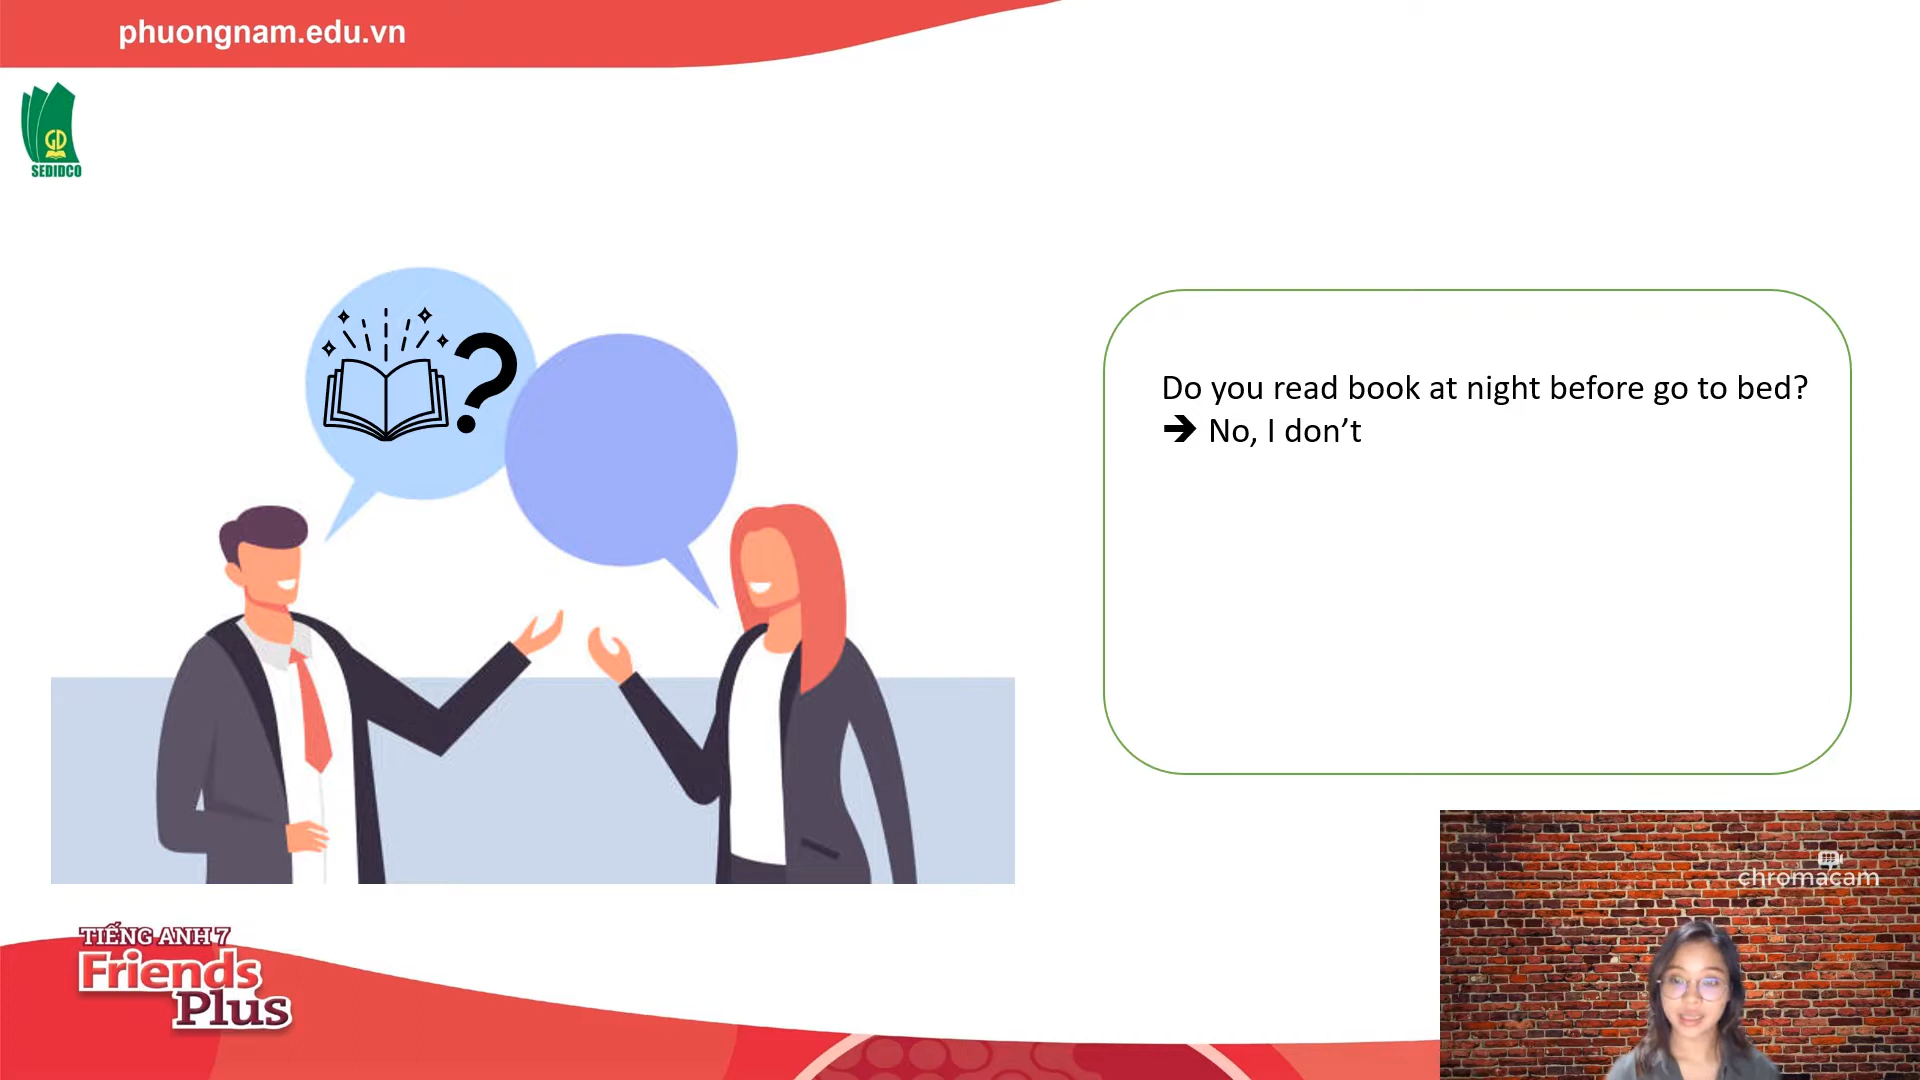 phuongnam.edu.vn
GD
SEDIDCO
?
Do you read book at night before go to bed?
➔ No, I don’t
chromacam
TIẾNG ANH 7
Friends
Plus